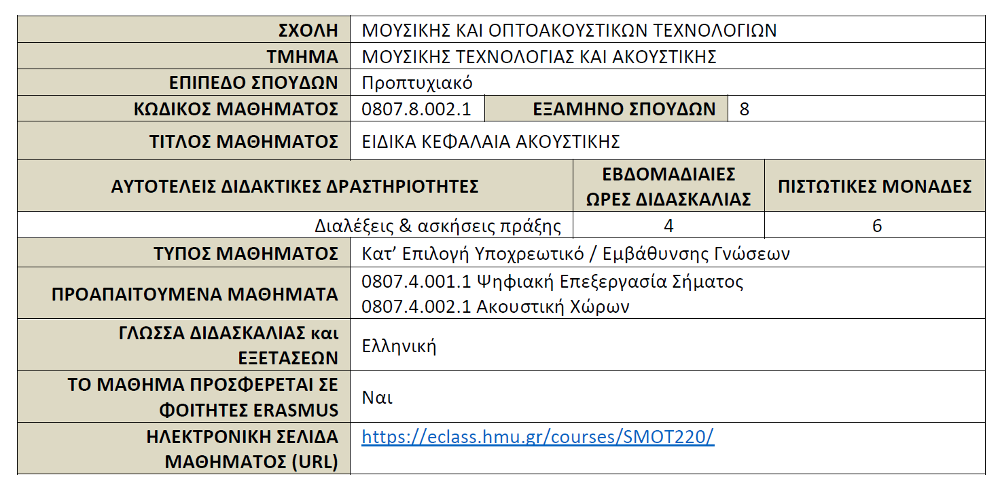 ΣΧΟΛΗ ΜΟΥΣΙΚΗΣ ΚΑΙ ΟΠΤΟΑΚΟΥΣΤΙΚΩΝ ΤΕΧΝΟΛΟΓΙΩΝ
ΤΜΗΜΑ ΜΟΥΣΙΚΗΣ ΤΕΧΝΟΛΟΓΙΑΣ ΚΑΙ ΑΚΟΥΣΤΙΚΗΣ
ΕΠΙΠΕΔΟ ΣΠΟΥΔΩΝ Προπτυχιακό
ΚΩΔΙΚΟΣ ΜΑΘΗΜΑΤΟΣ 0807.8.002.1 ΕΞΑΜΗΝΟ ΣΠΟΥΔΩΝ 8
ΤΙΤΛΟΣ ΜΑΘΗΜΑΤΟΣ ΕΙΔΙΚΑ ΚΕΦΑΛΑΙΑ ΑΚΟΥΣΤΙΚΗΣ
ΑΥΤΟΤΕΛΕΙΣ ΔΙΔΑΚΤΙΚΕΣ ΔΡΑΣΤΗΡΙΟΤΗΤΕΣ
ΕΒΔΟΜΑΔΙΑΙΕΣ
ΩΡΕΣ ΔΙΔΑΣΚΑΛΙΑΣ
ΠΙΣΤΩΤΙΚΕΣ ΜΟΝΑΔΕΣ
Διαλέξεις & ασκήσεις πράξης 4 6
ΤΥΠΟΣ ΜΑΘΗΜΑΤΟΣ Κατ’ Επιλογή Υποχρεωτικό / Εμβάθυνσης Γνώσεων
ΠΡΟΑΠΑΙΤΟΥΜΕΝΑ ΜΑΘΗΜΑΤΑ
0807.4.001.1 Ψηφιακή Επεξεργασία Σήματος
0807.4.002.1 Ακουστική Χώρων
ΓΛΩΣΣΑ ΔΙΔΑΣΚΑΛΙΑΣ και
ΕΞΕΤΑΣΕΩΝ
Ελληνική
ΤΟ ΜΑΘΗΜΑ ΠΡΟΣΦΕΡΕΤΑΙ ΣΕ
ΦΟΙΤΗΤΕΣ ERASMUS
Ναι
ΗΛΕΚΤΡΟΝΙΚΗ ΣΕΛΙΔΑ
ΜΑΘΗΜΑΤΟΣ (URL)
https://eclass.hmu.gr/courses/SMOT220/